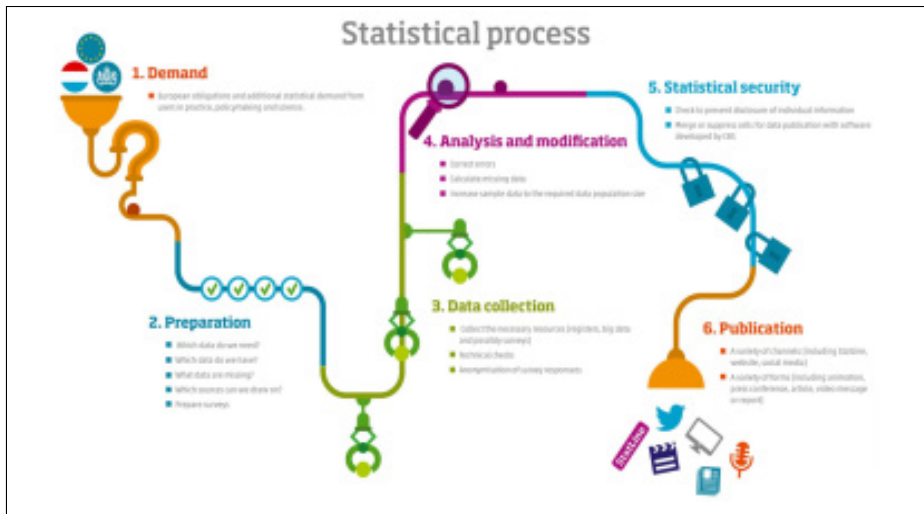 Statistical process
1. Demand
European obligations and additional statistical demand from
users in practice, policymaking and science.
2. Preparation
Which data do we need?
Which data do we have?
What data are missing?
Which sources can we draw on?
Prepare surveys
3. Data collection
Collect the necessary resources (registers, big data
and possibly surveys)
Technical checks
Anonymisation of survey responses
4. Analysis and modification
Correct errors
Calculate missing data
Increase sample data to the required data population size
5. Statistical security
Check to prevent disclosure of individual information
Merge or suppress cells for data publication with software
developed by CBS
6. Publication
A variety of channels (including StatLine,
website, social media)
A variety of forms (including animation,
press conference, article, video message
or report)
StatLine